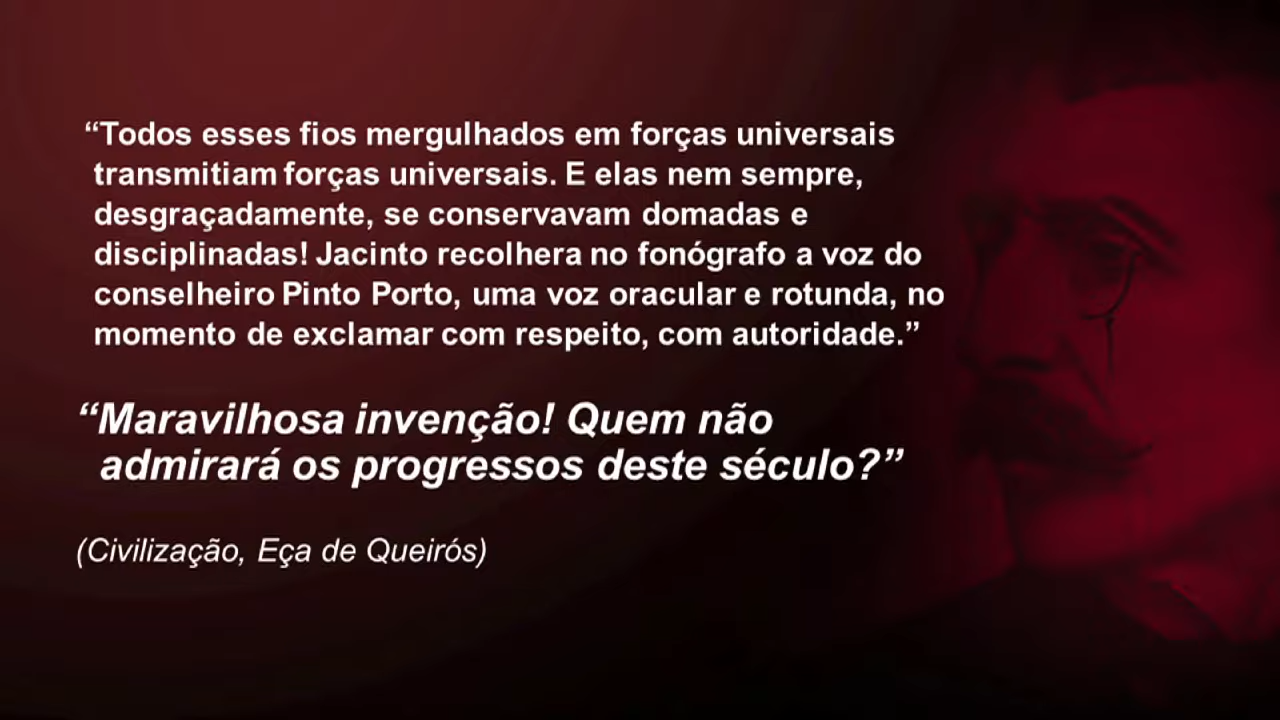 “Todos esses fios mergulhados em forças universais
transmitiam forças universais. E elas nem sempre,
desgraçadamente, se conservavam domadas e
disciplinadas! Jacinto recolhera no fonógrafo a voz do
conselheiro Pinto Porto, uma voz oracular e rotunda, no
momento de exclamar com respeito, com autoridade.”
“Maravilhosa invenção! Quem não
admirará os progressos deste século?”
(Civilização, Eça de Queirós)